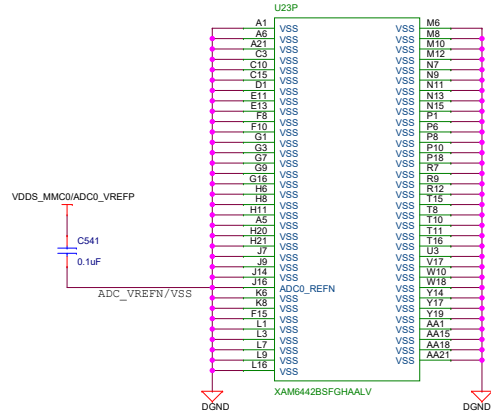 U23P
A1 VSS VSS M6
A6 VSS VSS M8
A21 VSS VSS M10
C3 VSS VSS M12
C10 VSS VSS N7
C15 VSS VSS N9
D1 VSS VSS N11
E11 VSS VSS N13
E13 VSS VSS N15
F8 VSS VSS P1
F10 VSS VSS P6
G1 VSS VSS P8
G3 VSS VSS P10
G7 VSS VSS P18
G9 VSS VSS R7
G16 VSS VSS R9
H6 VSS VSS R12
H8 VSS VSS T15
H11 VSS VSS T8
A5 VSS VSS T10
H20 VSS VSS T11
H21 VSS VSS T16
J7 VSS VSS U3
J9 VSS VSS V17
J14 VSS VSS W10
J16 ADC0_REFN VSS W18
K6 VSS VSS Y14
K8 VSS VSS Y17
F15 VSS VSS Y19
L1 VSS VSS AA1
L3 VSS VSS AA15
L7 VSS VSS AA18
L9 VSS VSS AA21
L16 VSS
VDDS_MMC0/ADC0_VREFP
C541
0.1uF
ADC_VREFN/VSS
XAM6442BSFGHAALV
DGND
DGND